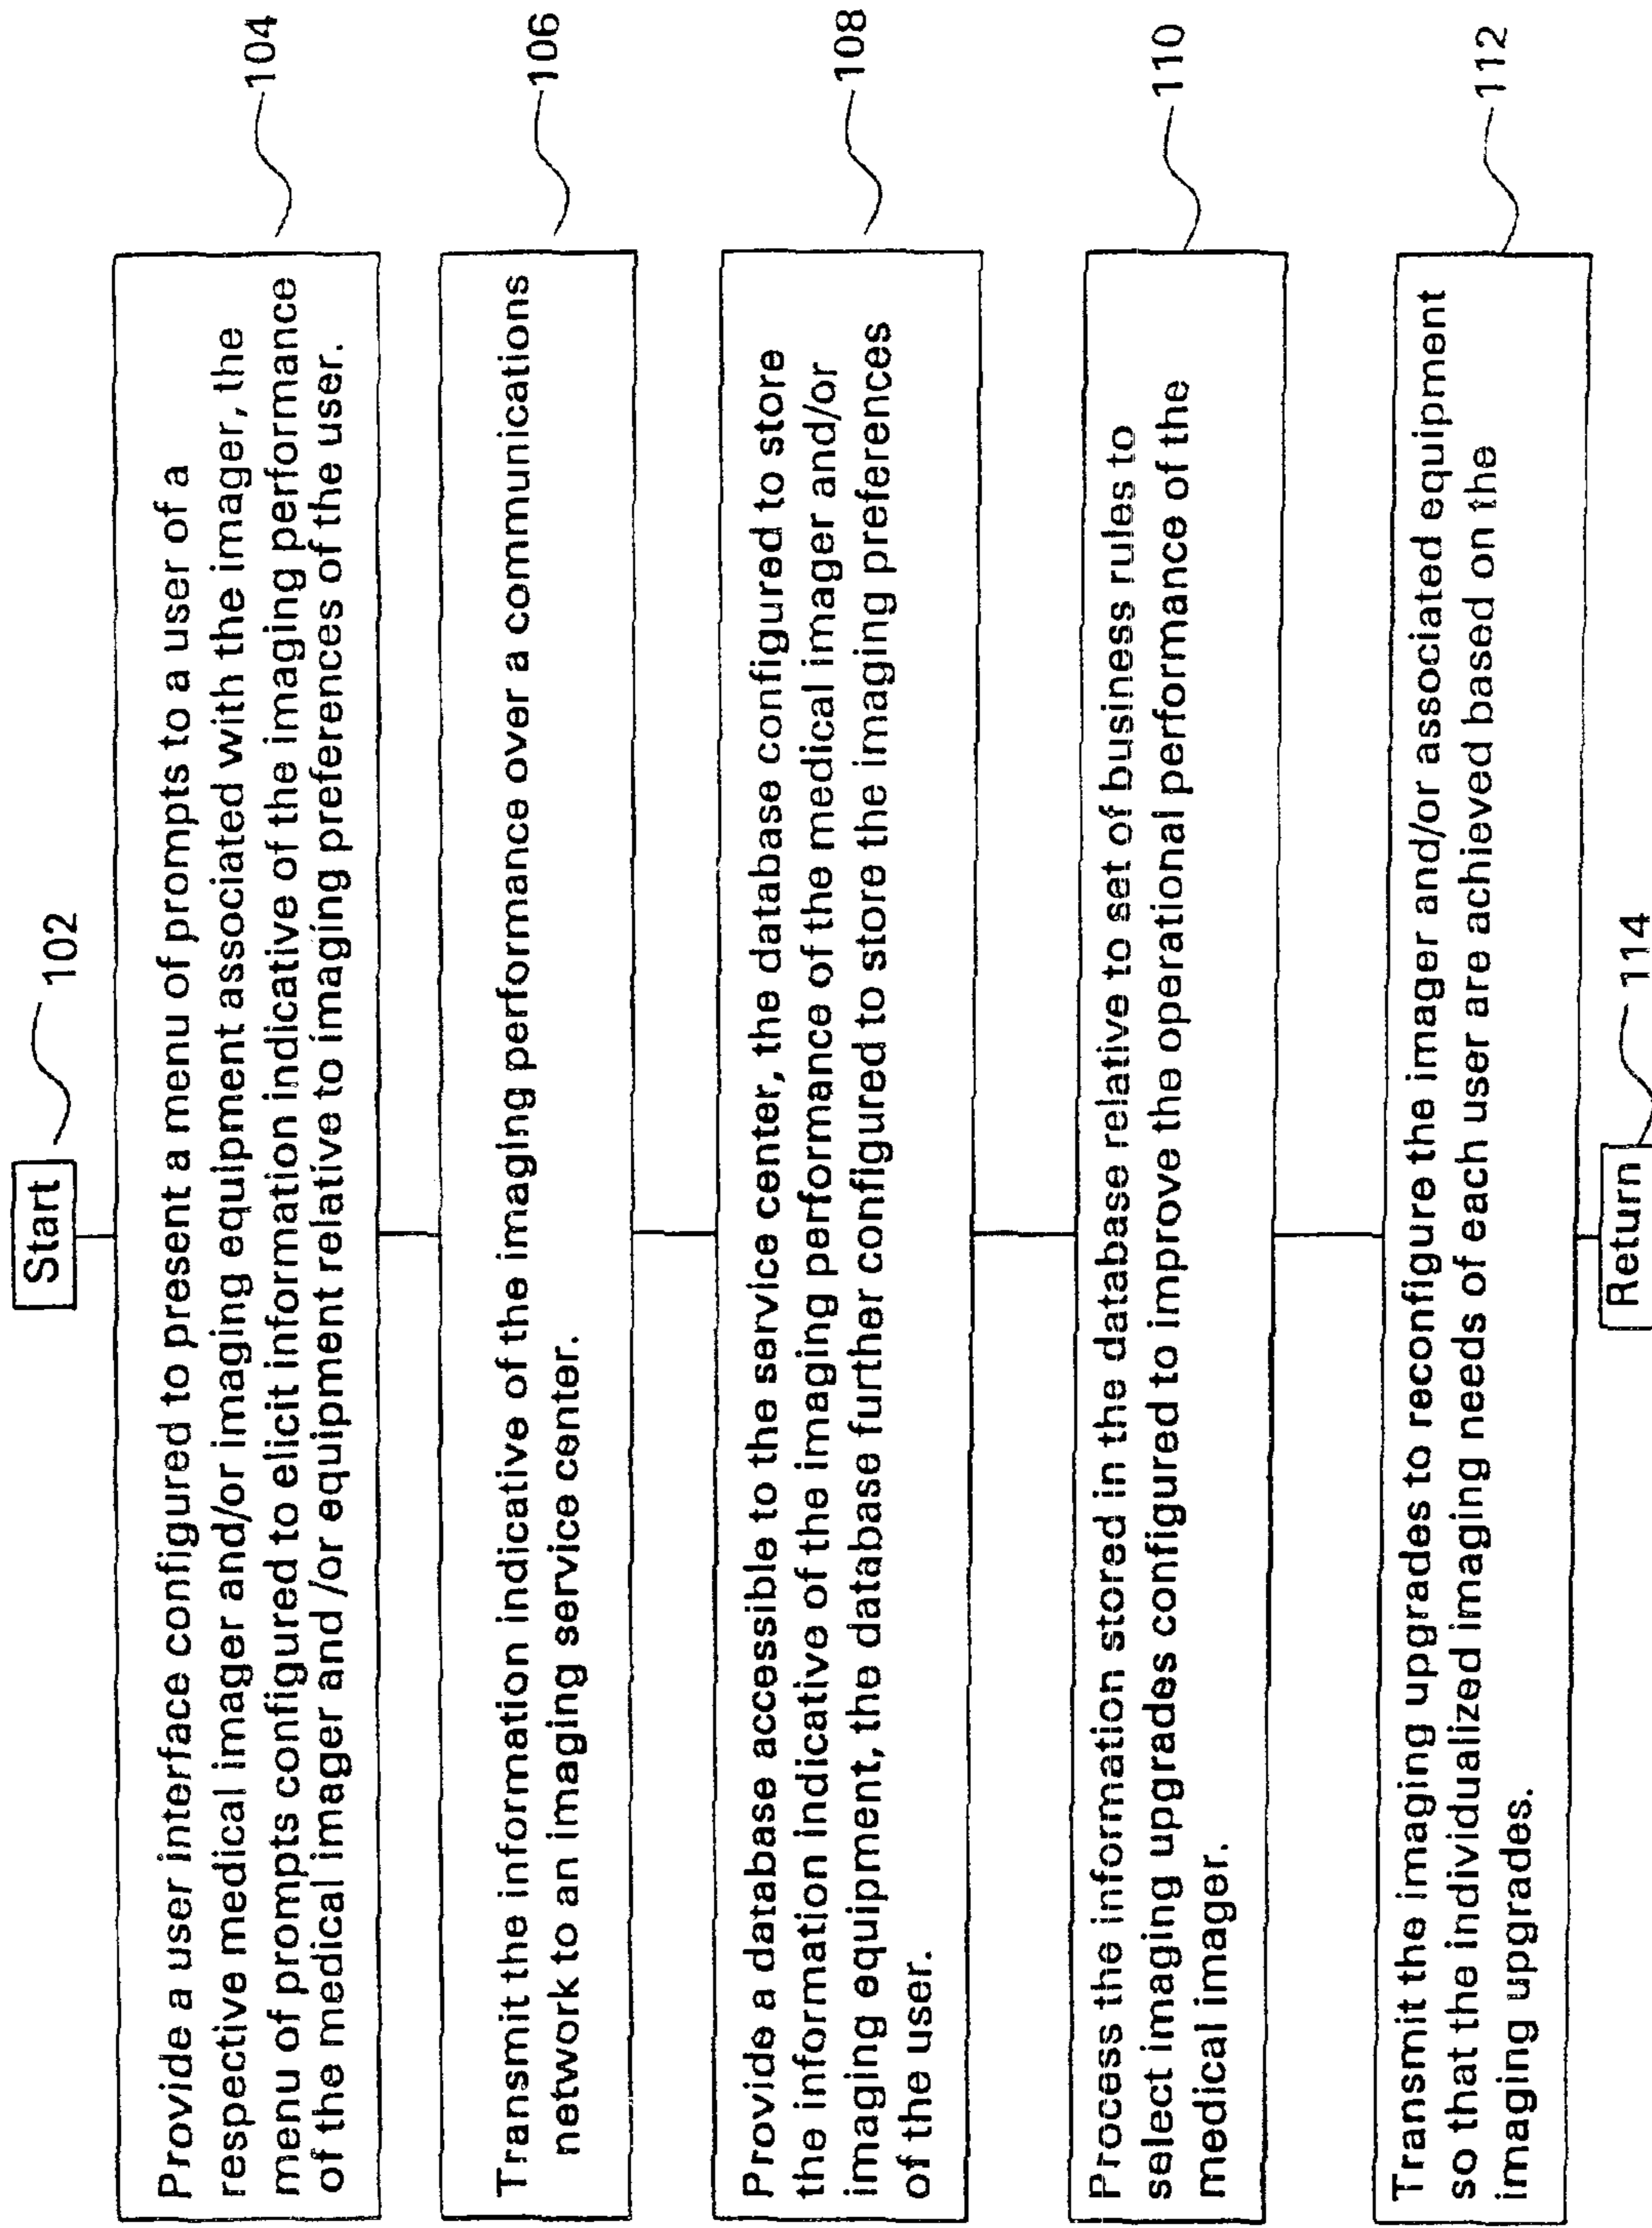 Start
102
Provide a user interface configured to present a menu of prompts to a user of a
respective medical imager and/or imaging equipment associated with the imager, the
menu of prompts configured to elicit information indicative of the imaging performance
of the medical imager and /or equipment relative to imaging preferences of the user.
104
Transmit the information indicative of the imaging performance over a communications
network to an imaging service center.
106
Provide a database accessible to the service center, the database configured to store
the information indicative of the imaging performance of the medical imager and/or
imaging equipment, the database further configured to store the imaging preferences
of the user.
108
Process the information stored in the database relative to set of business rules to
select imaging upgrades configured to improve the operational performance of the
medical imager.
110
Transmit the imaging upgrades to reconfigure the imager and/or associated equipment
so that the individualized imaging needs of each user are achieved based on the
imaging upgrades.
112
Return
114